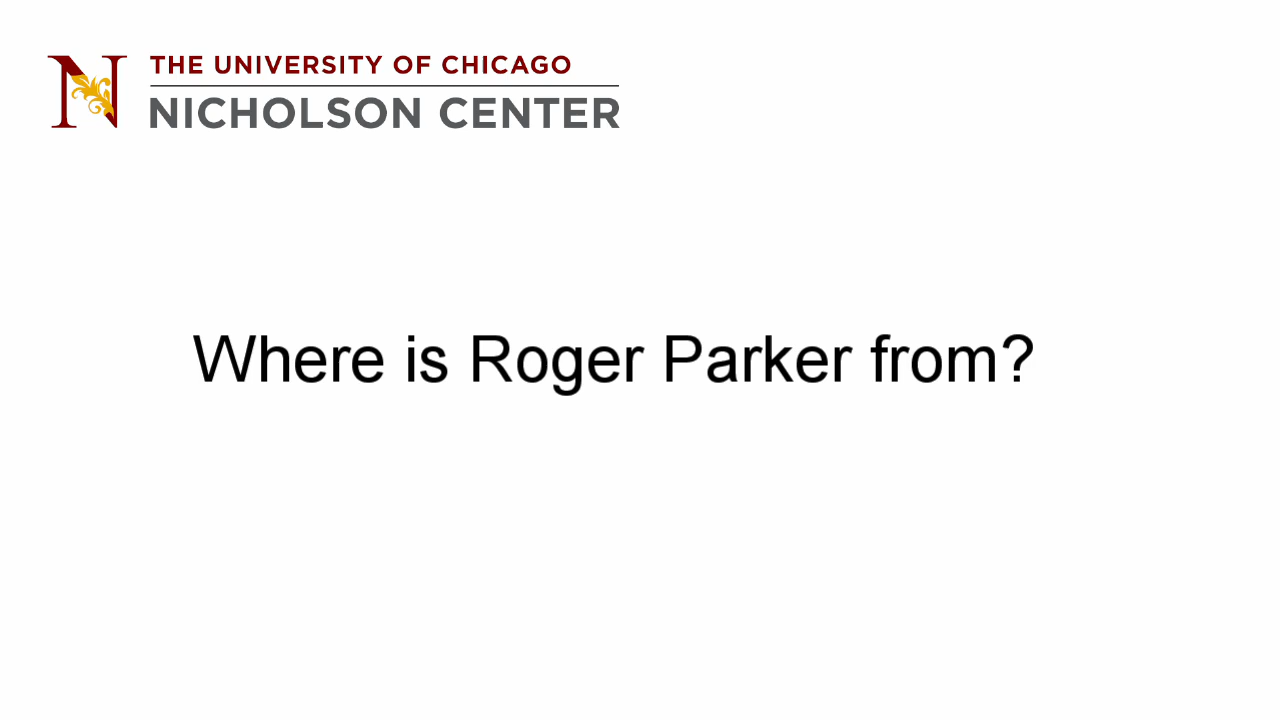 THE UNIVERSITY OF CHICAGO
NICHOLSON CENTER
Where is Roger Parker from?